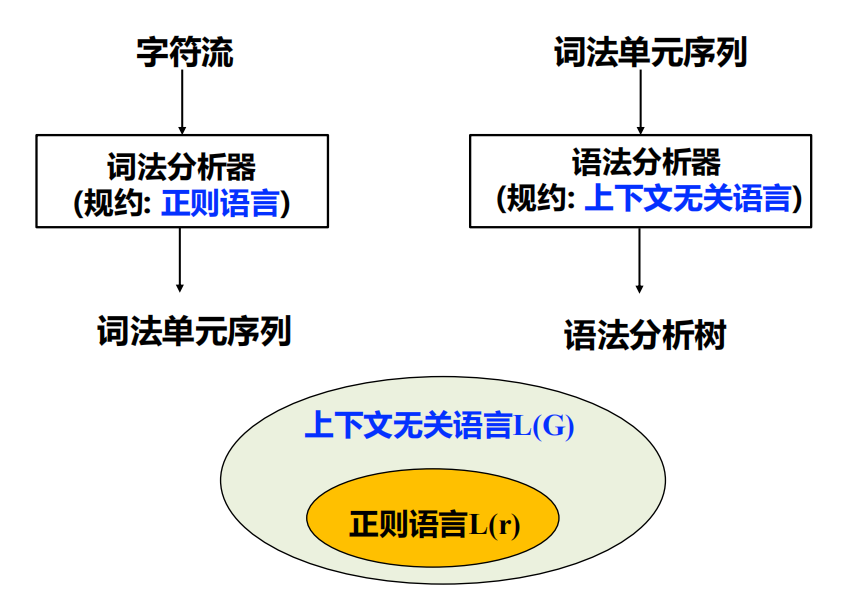 字符流
词法分析器
(规约: 正则语言)
词法单元序列
词法单元序列
语法分析器
(规约: 上下文无关语言)
语法分析树
上下文无关语言L(G)
正则语言L(r)